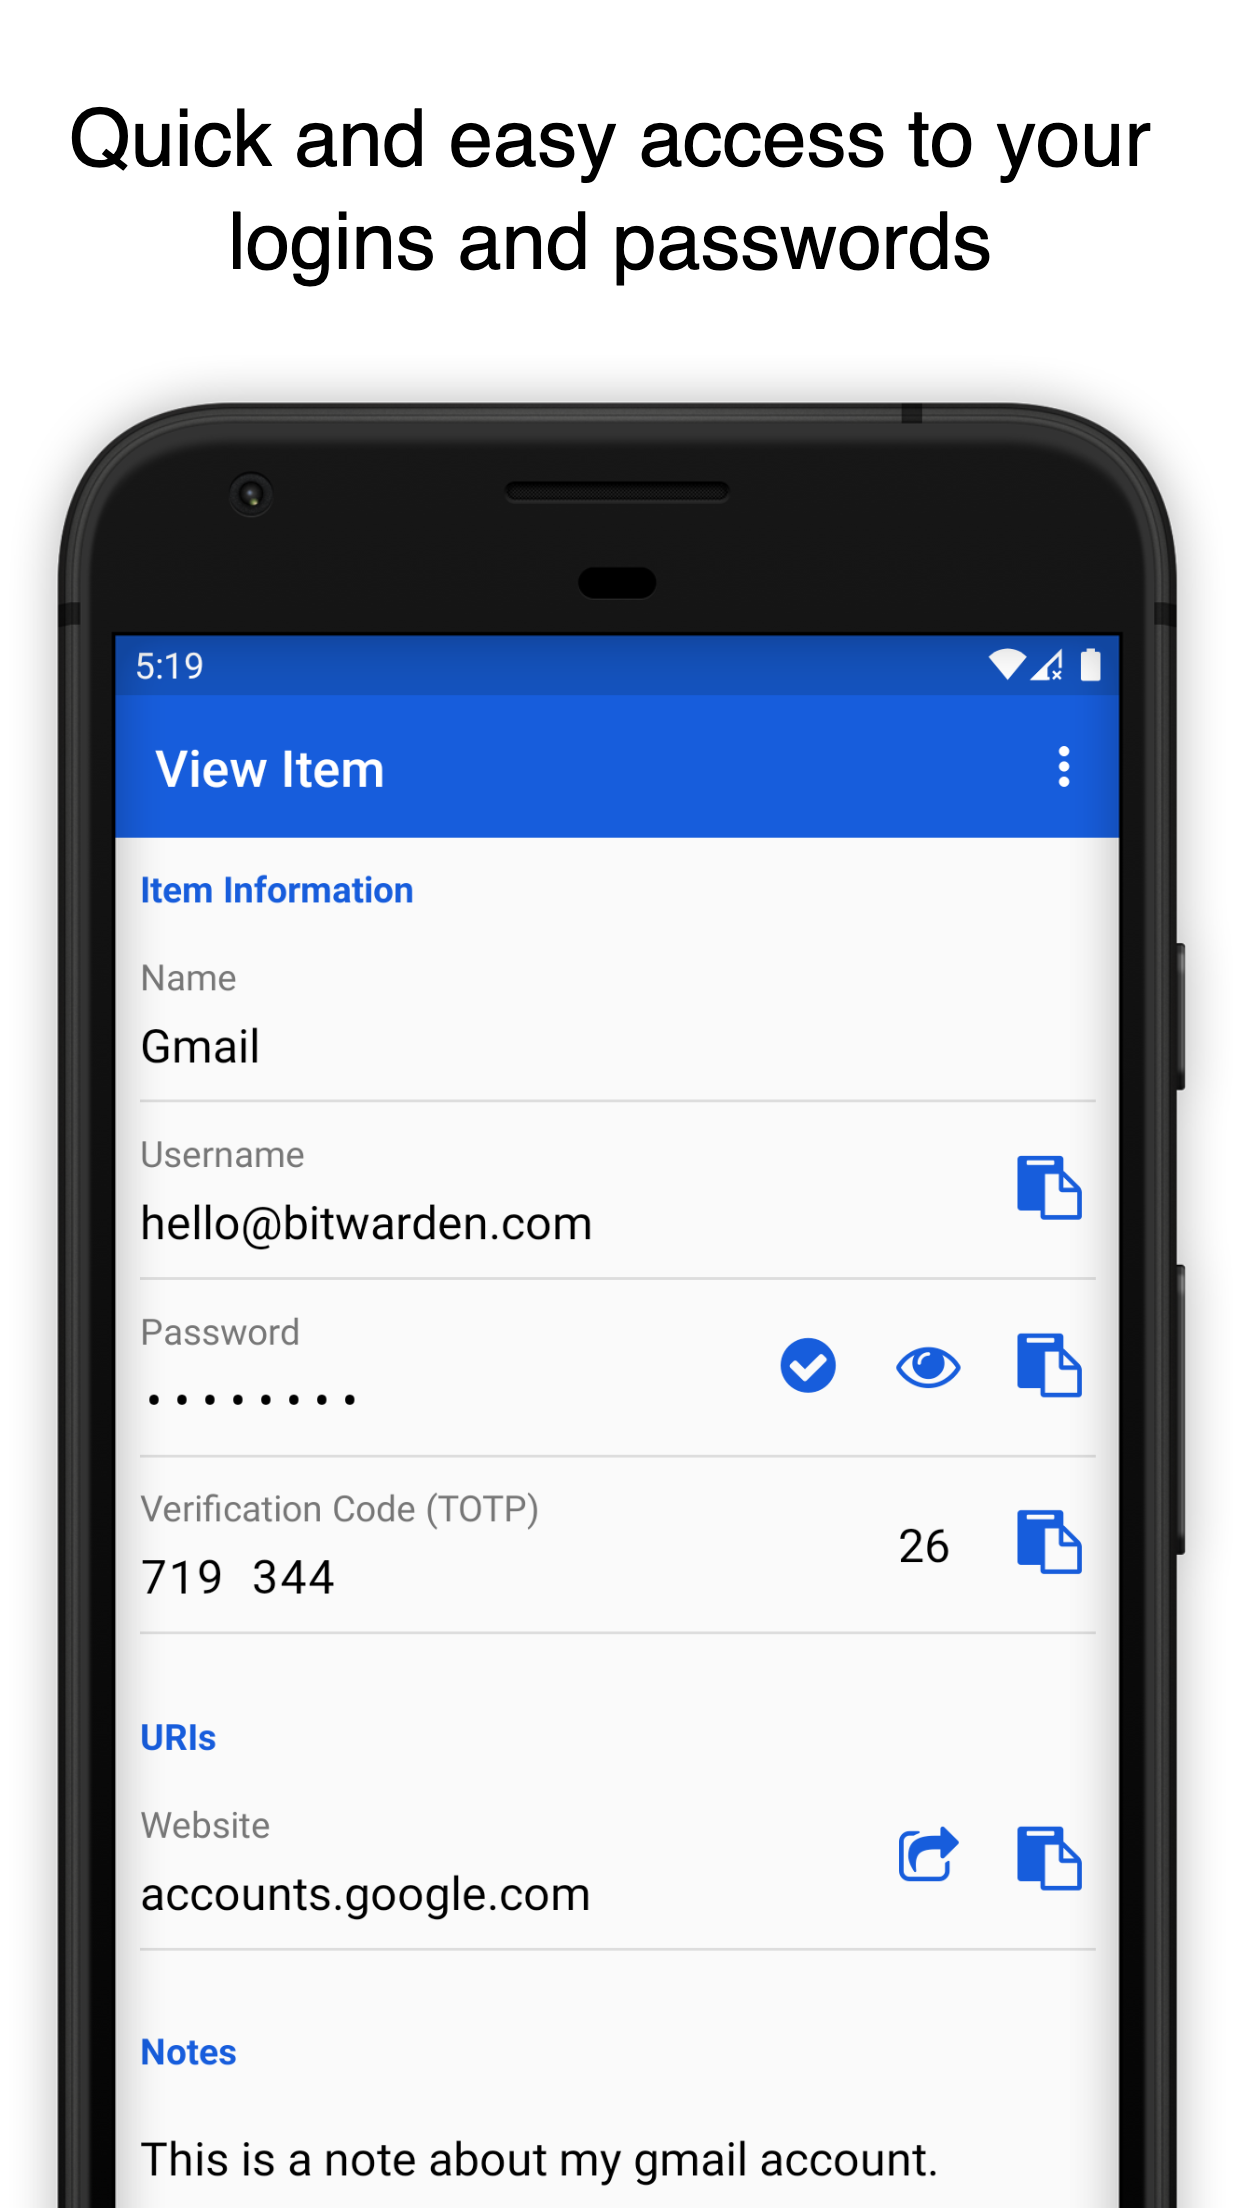 Quick and easy access to your
logins and passwords
5:19
View Item
Item Information
Name
Gmail
Username
hello@bitwarden.com
Password
••••••••
Verification Code (TOTP)
719 344
26
URIs
Website
accounts.google.com
Notes
This is a note about my gmail account.